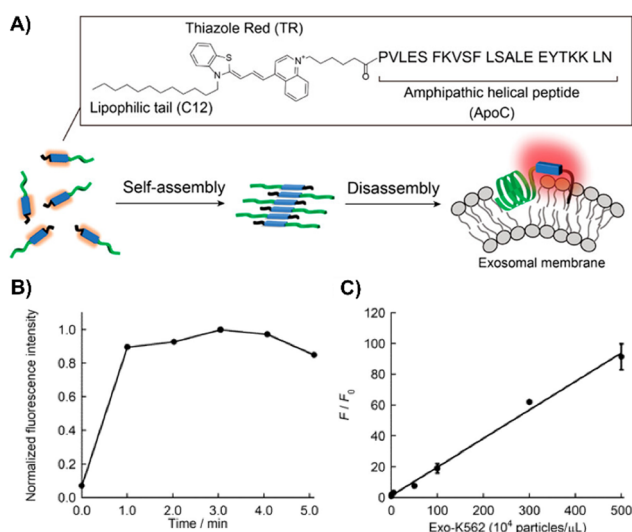 A)
Thiazole Red (TR)
S
N
N+
O
PVLES FKVSF LSALE EYTKK LN
Lipophilic tail (C12)
Amphipathic helical peptide
(ApoC)
Self-assembly
Disassembly
Exosomal membrane
B)
Normalized fluorescence intensity
1.0
0.8
0.6
0.4
0.2
0.0
0.0 1.0 2.0 3.0 4.0 5.0
Time / min
C)
F / F0
120
100
80
60
40
20
0
0 100 200 300 400 500
Exo-K562 (10⁴ particles/μL)